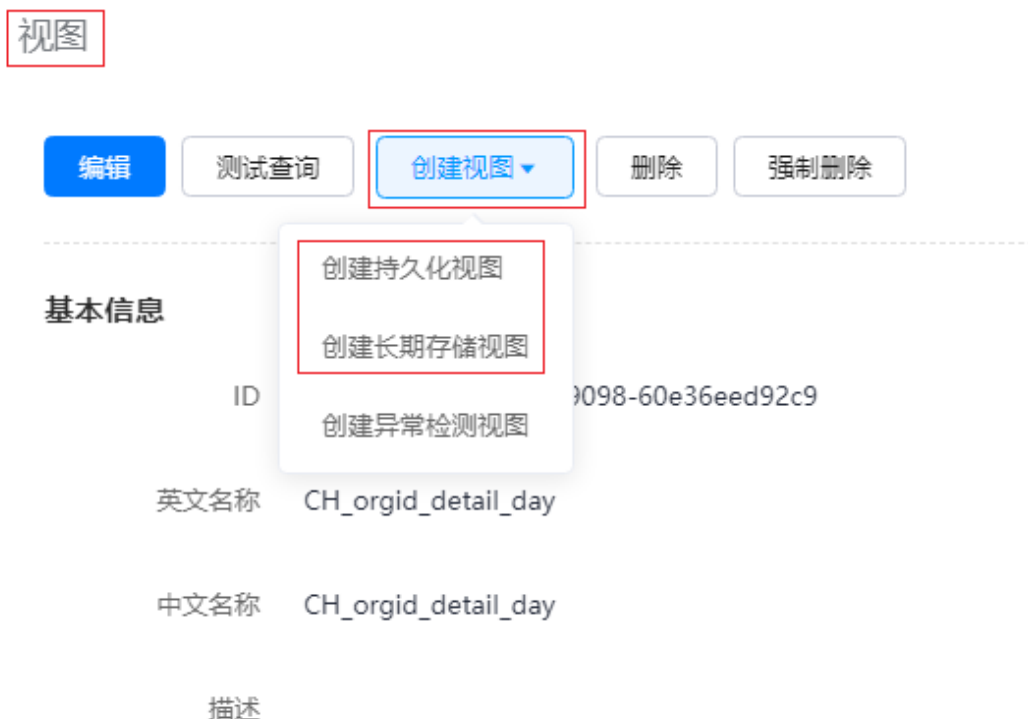 视图
编辑 测试查询 创建视图 删除 强制删除
创建持久化视图
基本信息
创建长期存储视图
ID 9098-60e36eed92c9
创建异常检测视图
英文名称 CH_orgid_detail_day
中文名称 CH_orgid_detail_day
描述